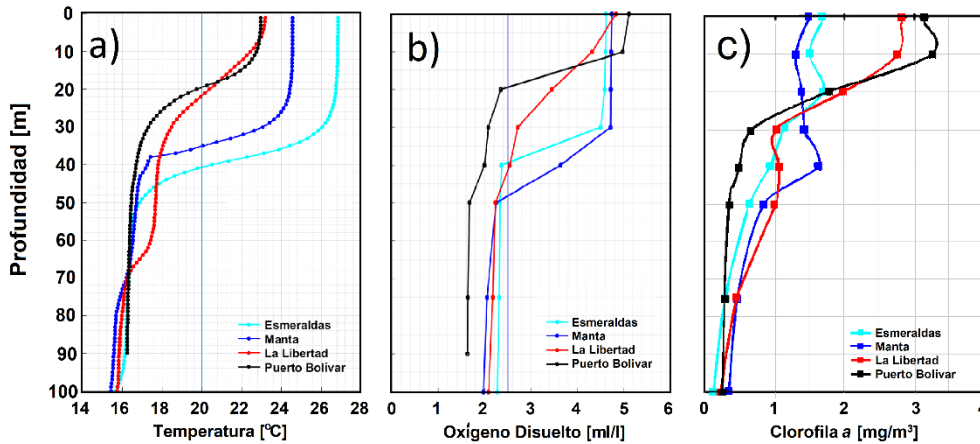 a)
Profundidad [m]
0
10
20
30
40
50
60
70
80
90
100
14 16 18 20 22 24 26 28
Temperatura [ºC]
Esmeraldas
Manta
La Libertad
Puerto Bolivar
b)
0 1 2 3 4 5 6
Oxígeno Disuelto [ml/l]
Esmeraldas
Manta
La Libertad
Puerto Bolivar
c)
0 1 2 3 4
Clorofila a [mg/m³]
Esmeraldas
Manta
La Libertad
Puerto Bolivar